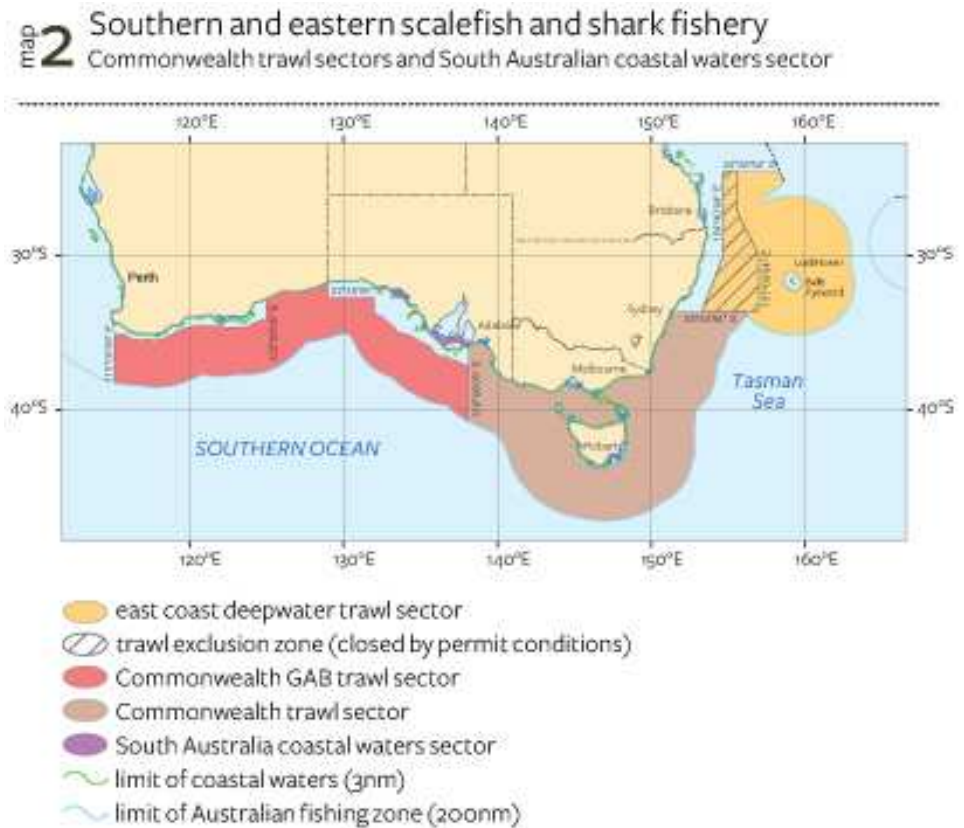 map 2 Southern and eastern scalefish and shark fishery
Commonwealth trawl sectors and South Australian coastal waters sector
120°E 130°E 140°E 150°E 160°E
Brisbane
30°S 30°S
Perth
Sydney
Adelaide
Melbourne
Tasman
Sea
40°S 40°S
Hobart
SOUTHERN OCEAN
120°E 130°E 140°E 150°E 160°E
east coast deepwater trawl sector
trawl exclusion zone (closed by permit conditions)
Commonwealth GAB trawl sector
Commonwealth trawl sector
South Australia coastal waters sector
limit of coastal waters (3nm)
limit of Australian fishing zone (200nm)